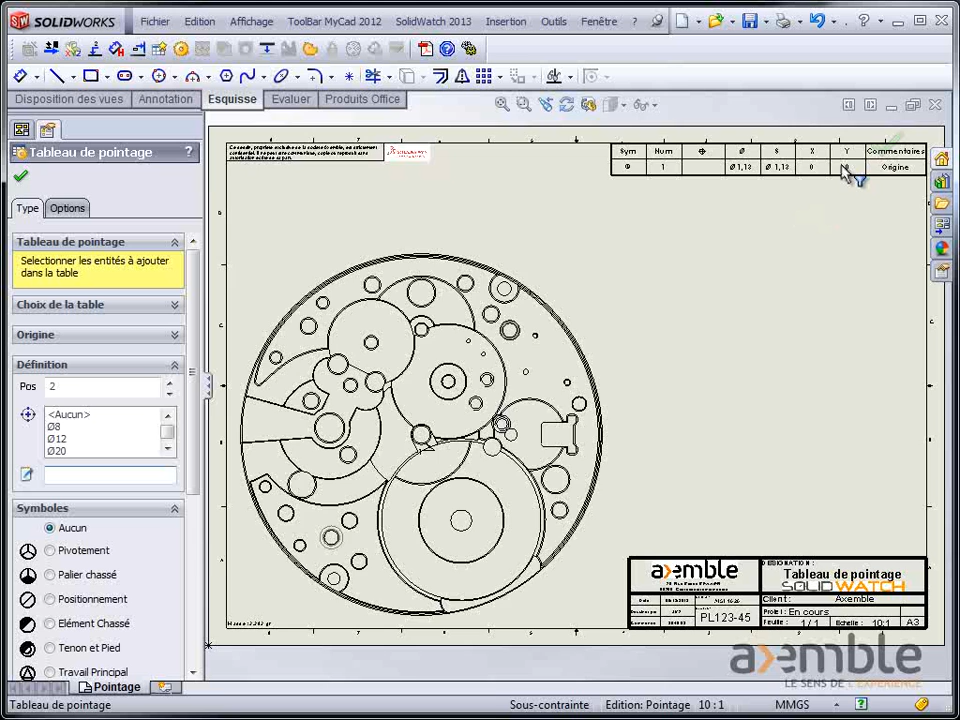 SOLIDWORKS
Fichier Edition Affichage ToolBar MyCad 2012 SolidWatch 2013 Insertion Outils Fenêtre ?
Disposition des vues Annotation Esquisse Evaluer Produits Office
Tableau de pointage ?
Type Options
Tableau de pointage
Selectionner les entités à ajouter
dans la table
Choix de la table
Origine
Définition
Pos 2
<Aucun>
Ø8
Ø12
Ø20
Symboles
Aucun
Pivotement
Palier chassé
Positionnement
Elément Chassé
Tenon et Pied
Travail Principal
Sym Num Ø S X Y Commentaires
1 Ø1,13 Ø1,13 0 Origine
axemble
Tableau de pointage
SOLIDWATCH
Client: Axemble
En cours
PL123-45
Feuille : 1/1 Echelle : 10:1 A3
axemble
LE SENS DE L'EXPÉRIENCE
Pointage
Tableau de pointage Sous-contrainte Edition: Pointage 10 : 1 MMGS